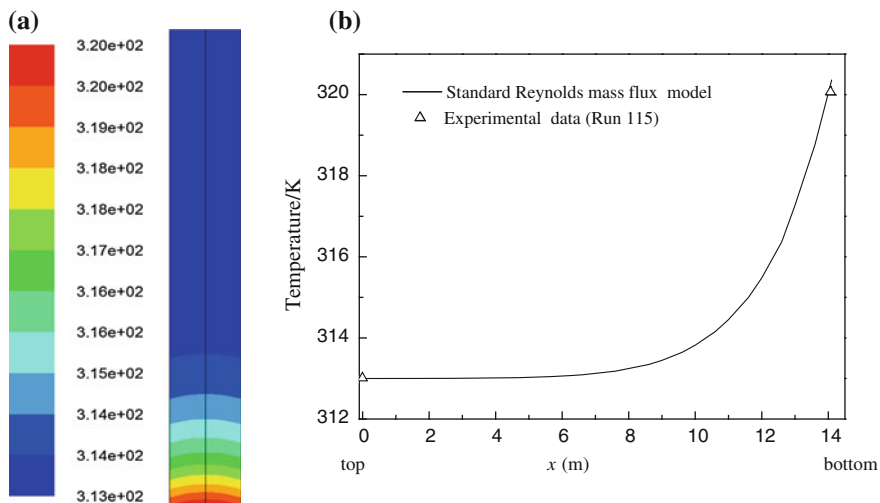 (a)
3.20e+02
3.20e+02
3.19e+02
3.18e+02
3.18e+02
3.17e+02
3.16e+02
3.16e+02
3.15e+02
3.14e+02
3.14e+02
3.13e+02
(b)
Temperature/K
320
318
316
314
312
Standard Reynolds mass flux model
Experimental data (Run 115)
0 2 4 6 8 10 12 14
top x (m) bottom